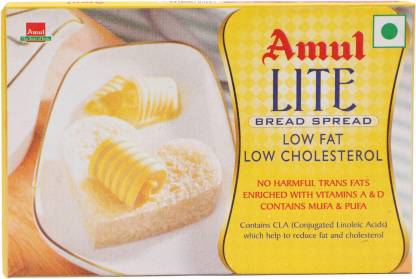 Amul
Amul
LITE
BREAD SPREAD
LOW FAT
LOW CHOLESTEROL
NO HARMFUL TRANS FATS
ENRICHED WITH VITAMINS A & D
CONTAINS MUFA & PUFA
Contains CLA (Conjugated Linoleic Acids)
which help to reduce fat and cholesterol